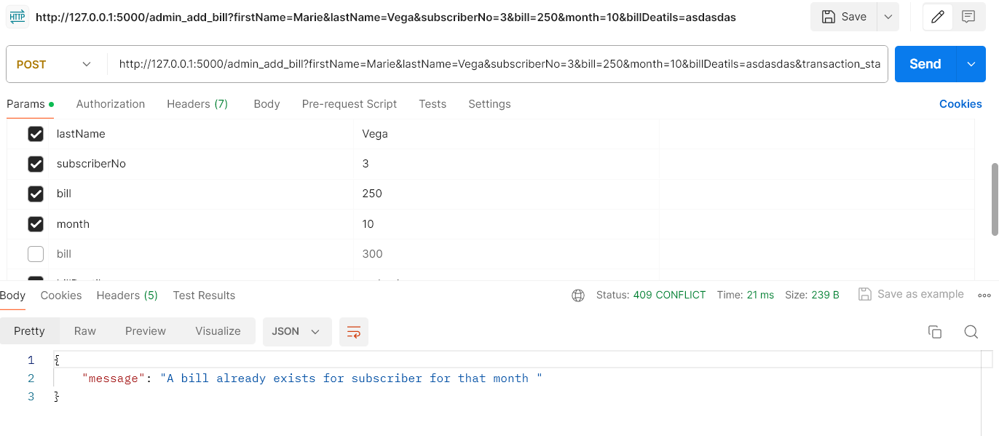 HTTP http://127.0.0.1:5000/admin_add_bill?firstName=Marie&lastName=Vega&subscriberNo=3&bill=250&month=10&billDeatils=asdasdas Save
POST http://127.0.0.1:5000/admin_add_bill?firstName=Marie&lastName=Vega&subscriberNo=3&bill=250&month=10&billDeatils=asdasdas&transaction_sta Send
Params Authorization Headers (7) Body Pre-request Script Tests Settings Cookies
lastName Vega
subscriberNo 3
bill 250
month 10
bill 300
Body Cookies Headers (5) Test Results Status: 409 CONFLICT Time: 21 ms Size: 239 B Save as example
Pretty Raw Preview Visualize JSON
1 {
2 "message": "A bill already exists for subscriber for that month "
3 }